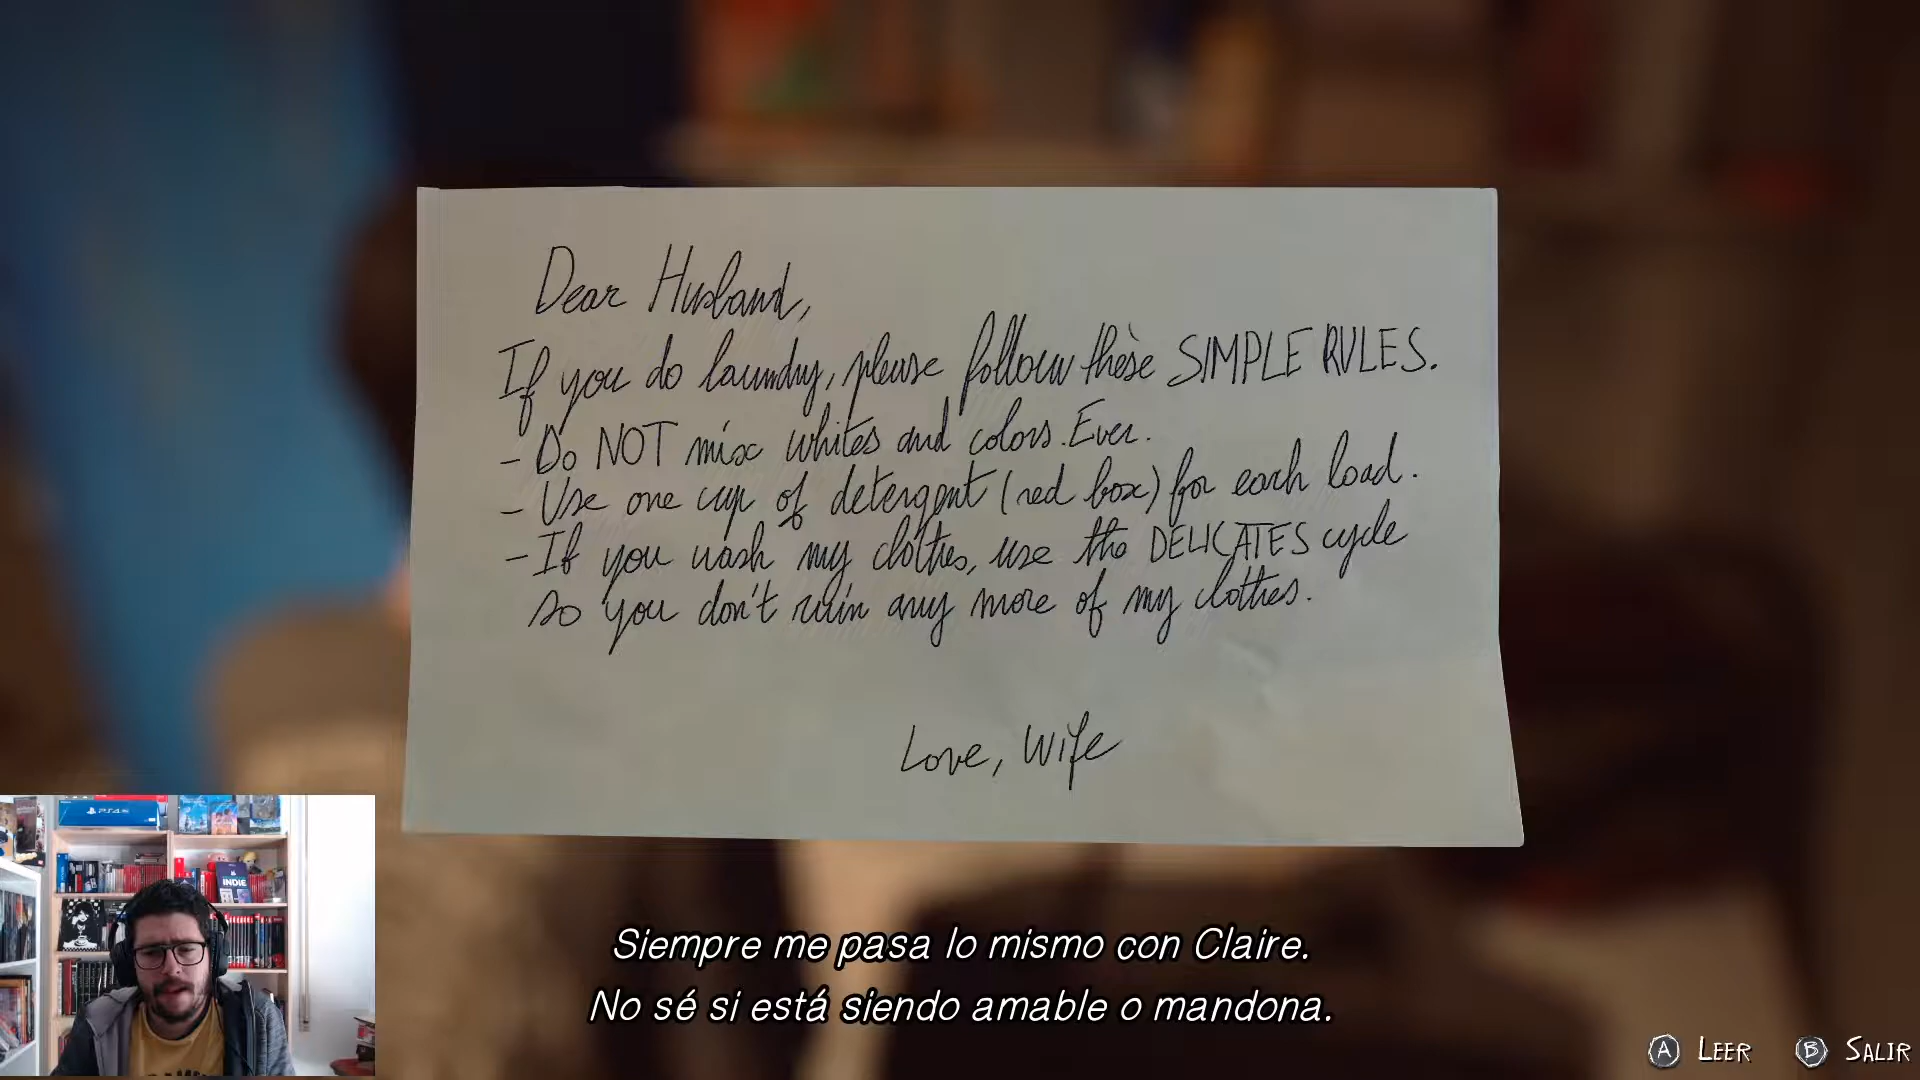 Dear Husband,
If you do laundry, please follow these SIMPLE RULES.
- Do NOT mix whites and colors. Ever.
- Use one cup of detergent (red box) for each load.
- If you wash my clothes, use the DELICATES cycle
so you don't ruin any more of my clothes.
Love, Wife
PS4
INDIE
Siempre me pasa lo mismo con Claire.
No sé si está siendo amable o mandona.
A LEER B SALIR